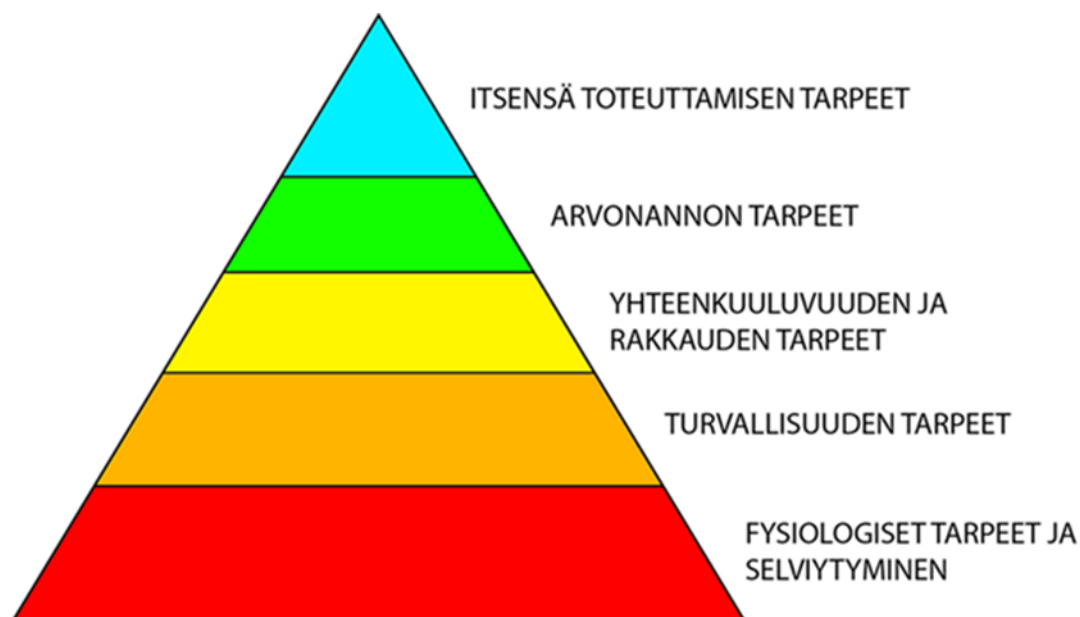 ITSENSÄ TOTEUTTAMISEN TARPEET
ARVONANNON TARPEET
YHTEENKUULUVUUDEN JA
RAKKAUDEN TARPEET
TURVALLISUUDEN TARPEET
FYSIOLOGISET TARPEET JA
SELVIYTYMINEN